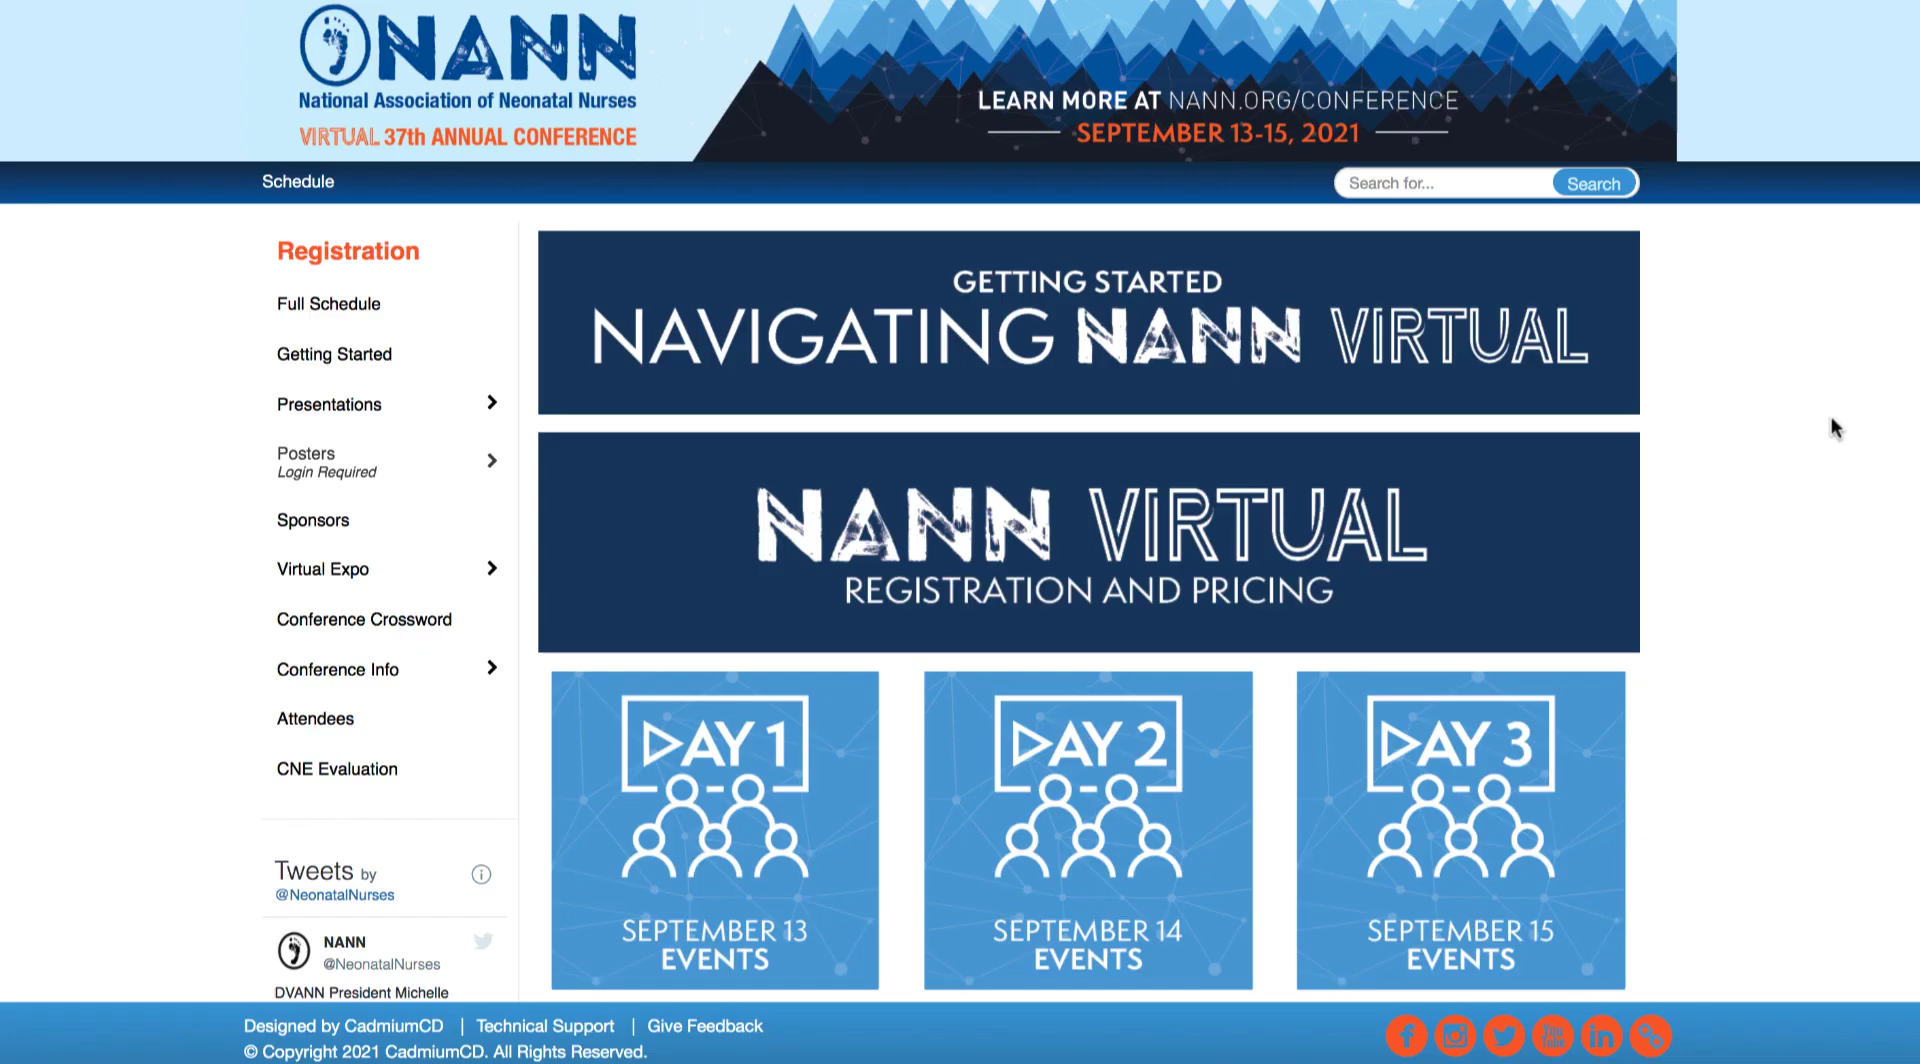 NANN
National Association of Neonatal Nurses
VIRTUAL 37th ANNUAL CONFERENCE
LEARN MORE AT NANN.ORG/CONFERENCE
SEPTEMBER 13-15, 2021
Schedule
Search for...
Search
Registration
Full Schedule
Getting Started
Presentations
Posters
Login Required
Sponsors
Virtual Expo
Conference Crossword
Conference Info
Attendees
CNE Evaluation
Tweets by
@NeonatalNurses
NANN
@NeonatalNurses
DVANN President Michelle
GETTING STARTED
NAVIGATING NANN VIRTUAL
NANN VIRTUAL
REGISTRATION AND PRICING
DAY 1
SEPTEMBER 13
EVENTS
DAY 2
SEPTEMBER 14
EVENTS
DAY 3
SEPTEMBER 15
EVENTS
Designed by CadmiumCD | Technical Support | Give Feedback
© Copyright 2021 CadmiumCD. All Rights Reserved.
You Tube
in